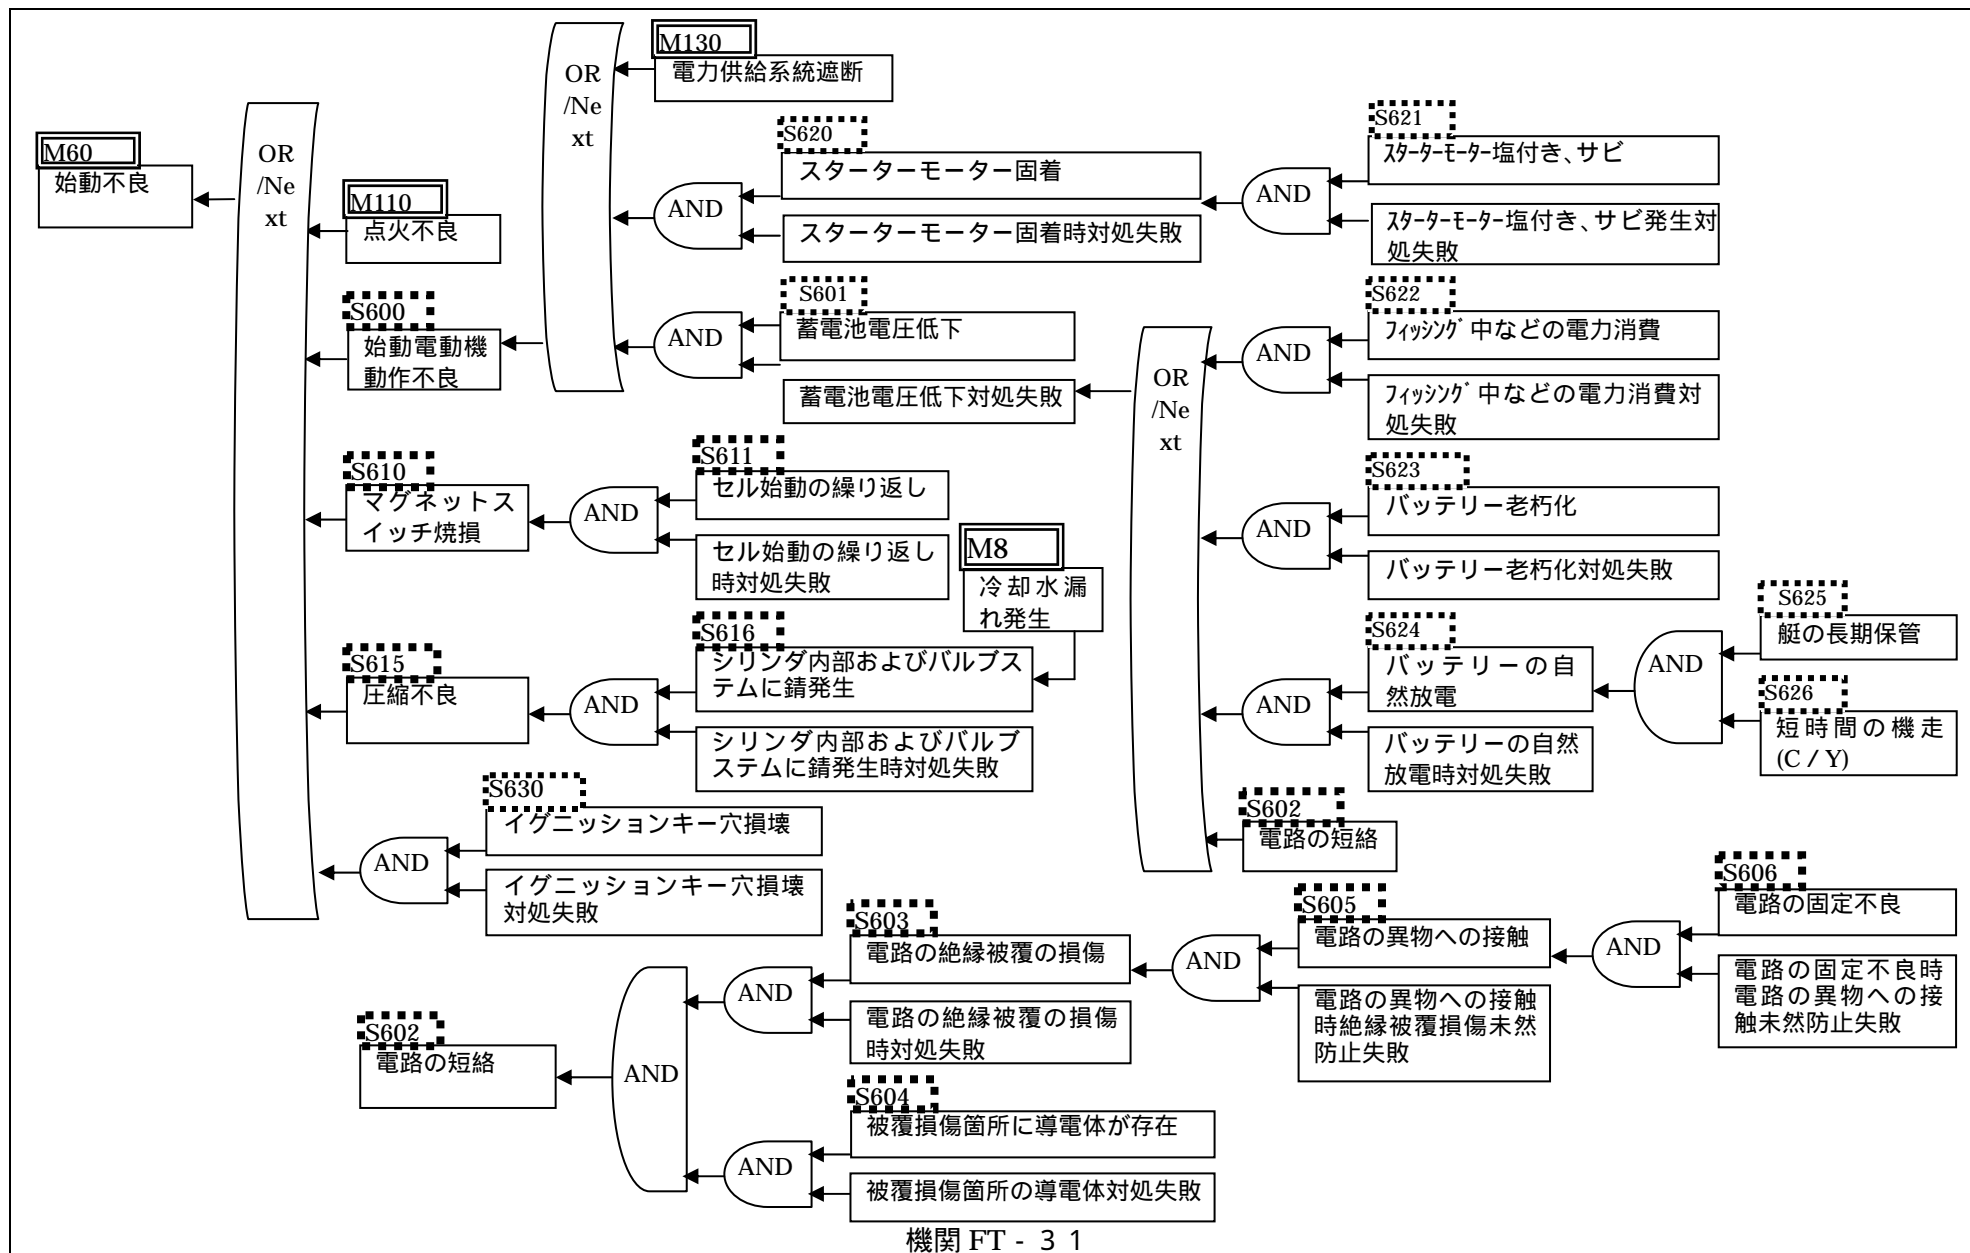 M60
始動不良
OR
/Ne
xt
M110
点火不良
S600
始動電動機
動作不良
OR
/Ne
xt
M130
電力供給系統遮断
AND
S620
スターターモーター固着
スターターモーター固着時対処失敗
AND
S621
ｽﾀｰﾀｰﾓｰﾀｰ塩付き、サビ
ｽﾀｰﾀｰﾓｰﾀｰ塩付き、サビ発生対
処失敗
AND
S601
蓄電池電圧低下
蓄電池電圧低下対処失敗
OR
/Ne
xt
AND
S622
ﾌｨｯｼﾝｸﾞ中などの電力消費
ﾌｨｯｼﾝｸﾞ中などの電力消費対
処失敗
AND
S623
バッテリー老朽化
バッテリー老朽化対処失敗
AND
S624
バッテリーの自
然放電
バッテリーの自然
放電時対処失敗
AND
S625
艇の長期保管
S626
短時間の機走
(C / Y)
S602
電路の短絡
S610
マグネットス
イッチ焼損
AND
S611
セル始動の繰り返し
セル始動の繰り返し
時対処失敗
S615
圧縮不良
AND
S616
シリンダ内部およびバルブス
テムに錆発生
シリンダ内部およびバルブ
ステムに錆発生時対処失敗
M8
冷却水漏
れ発生
AND
S630
イグニッションキー穴損壊
イグニッションキー穴損壊
対処失敗
S602
電路の短絡
AND
AND
S603
電路の絶縁被覆の損傷
電路の絶縁被覆の損傷
時対処失敗
AND
S605
電路の異物への接触
電路の異物への接触
時絶縁被覆損傷未然
防止失敗
AND
S606
電路の固定不良
電路の固定不良時
電路の異物への接
触未然防止失敗
AND
S604
被覆損傷箇所に導電体が存在
被覆損傷箇所の導電体対処失敗
機関 FT - ３１